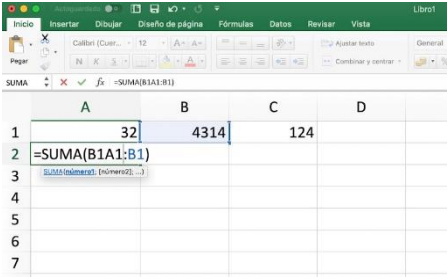 Autoguardado Libro1
Inicio Insertar Dibujar Diseño de página Fórmulas Datos Revisar Vista
Pegar Calibri (Cuer... 12 A A Ajustar texto General
N K S A Combinar y centrar %
SUMA fx =SUMA(B1A1:B1)
A B C D
1 32 4314 124
2 =SUMA(B1A1:B1)
SUMA(número1; [número2]; ...)
3
4
5
6
7